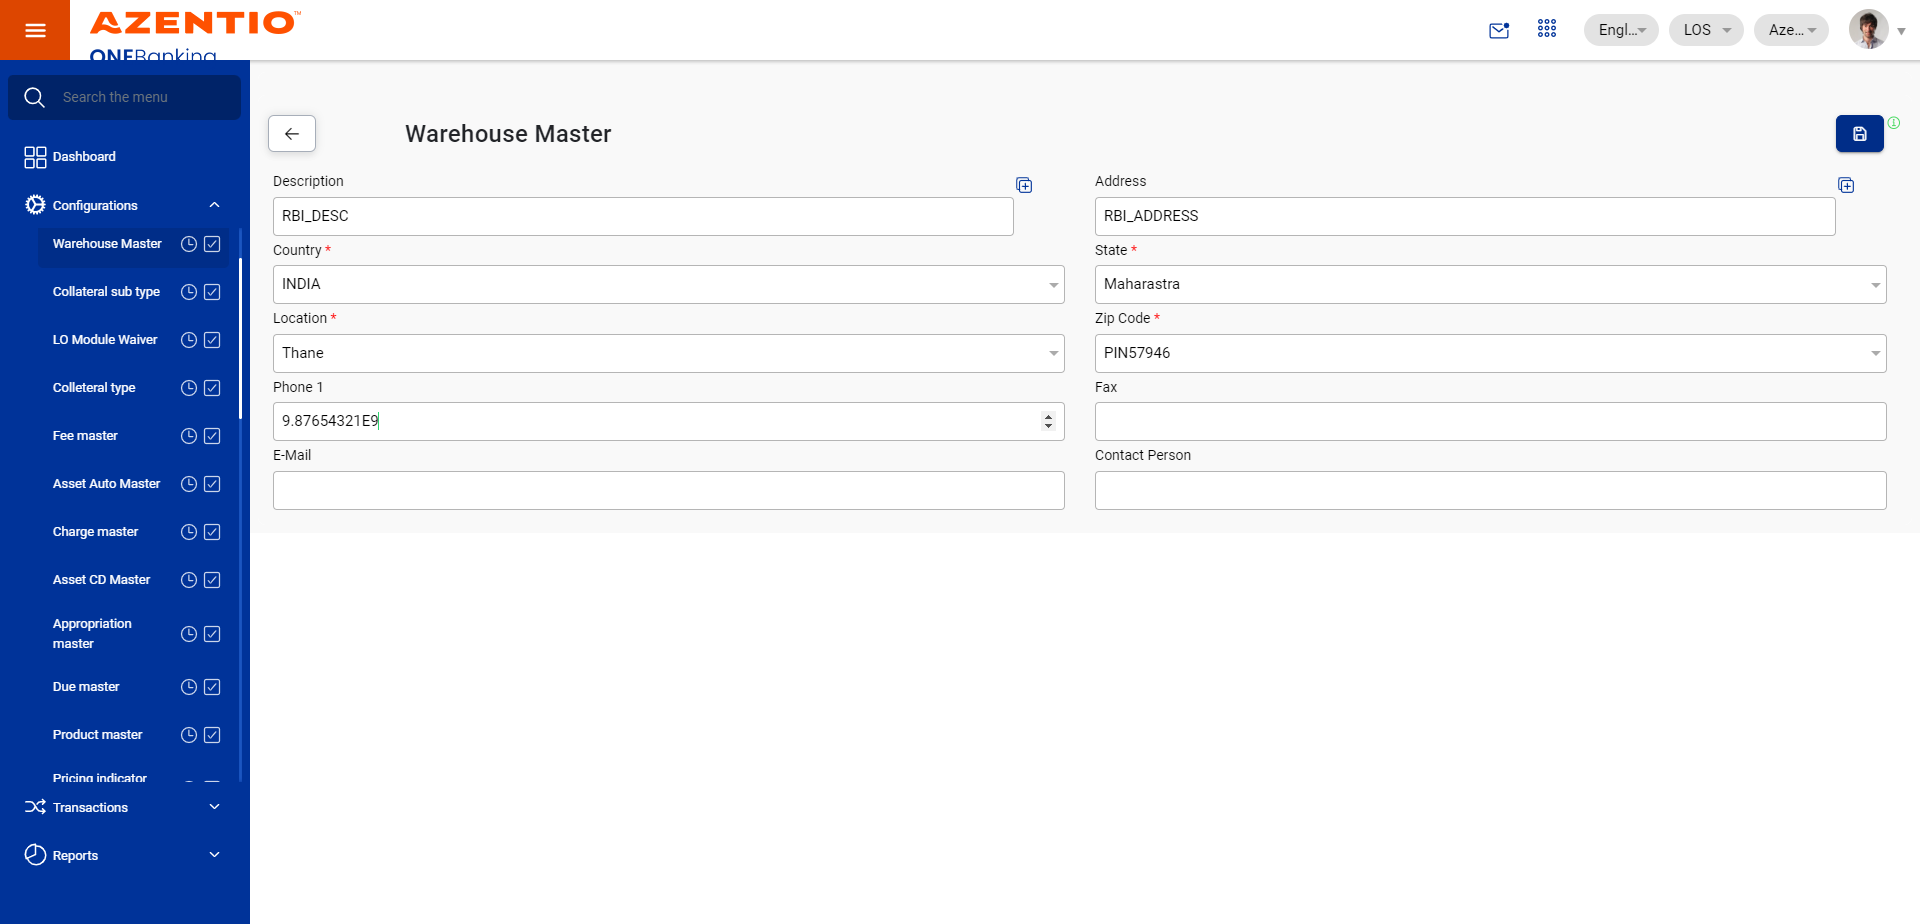 AZENTIO™
ONEBanking
Engl...
LOS
Aze...
Search the menu
Dashboard
Configurations
Warehouse Master
Collateral sub type
LO Module Waiver
Colleteral type
Fee master
Asset Auto Master
Charge master
Asset CD Master
Appropriation
master
Due master
Product master
Pricing indicator
Transactions
Reports
Warehouse Master
Description
RBI_DESC
Address
RBI_ADDRESS
Country *
INDIA
State *
Maharastra
Location *
Thane
Zip Code *
PIN57946
Phone 1
9.87654321E9
Fax
E-Mail
Contact Person